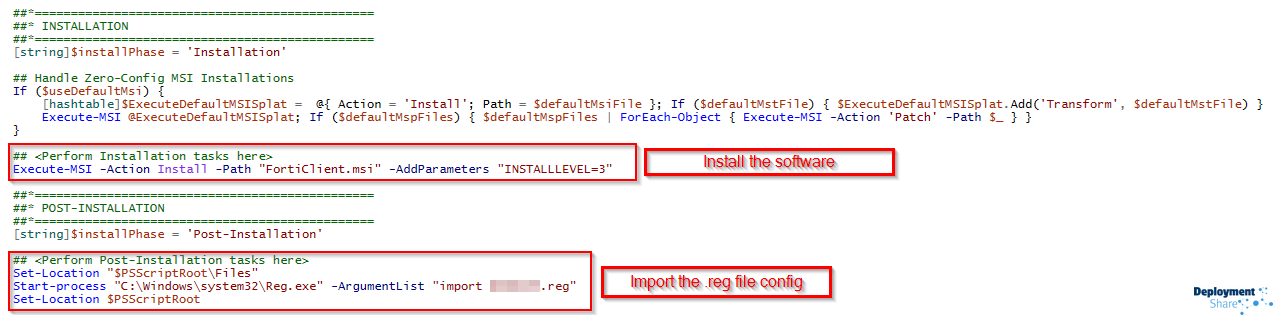 ##*===============================================
##* INSTALLATION
##*===============================================
[string]$installPhase = 'Installation'
## Handle Zero-Config MSI Installations
If ($useDefaultMsi) {
[hashtable]$ExecuteDefaultMSISplat =  @{ Action = 'Install'; Path = $defaultMsiFile }; If ($defaultMstFile) { $ExecuteDefaultMSISplat.Add('Transform', $defaultMstFile) }
Execute-MSI @ExecuteDefaultMSISplat; If ($defaultMspFiles) { $defaultMspFiles | ForEach-Object { Execute-MSI -Action 'Patch' -Path $_ } }
}
## <Perform Installation tasks here>
Execute-MSI -Action Install -Path "FortiClient.msi" -AddParameters "INSTALLLEVEL=3"
Install the software
##*===============================================
##* POST-INSTALLATION
##*===============================================
[string]$installPhase = 'Post-Installation'
## <Perform Post-Installation tasks here>
Set-Location "$PSScriptRoot\Files"
Start-process "C:\Windows\system32\Reg.exe" -ArgumentList "import .reg"
Set-Location $PSScriptRoot
Import the .reg file config
Deployment
Share